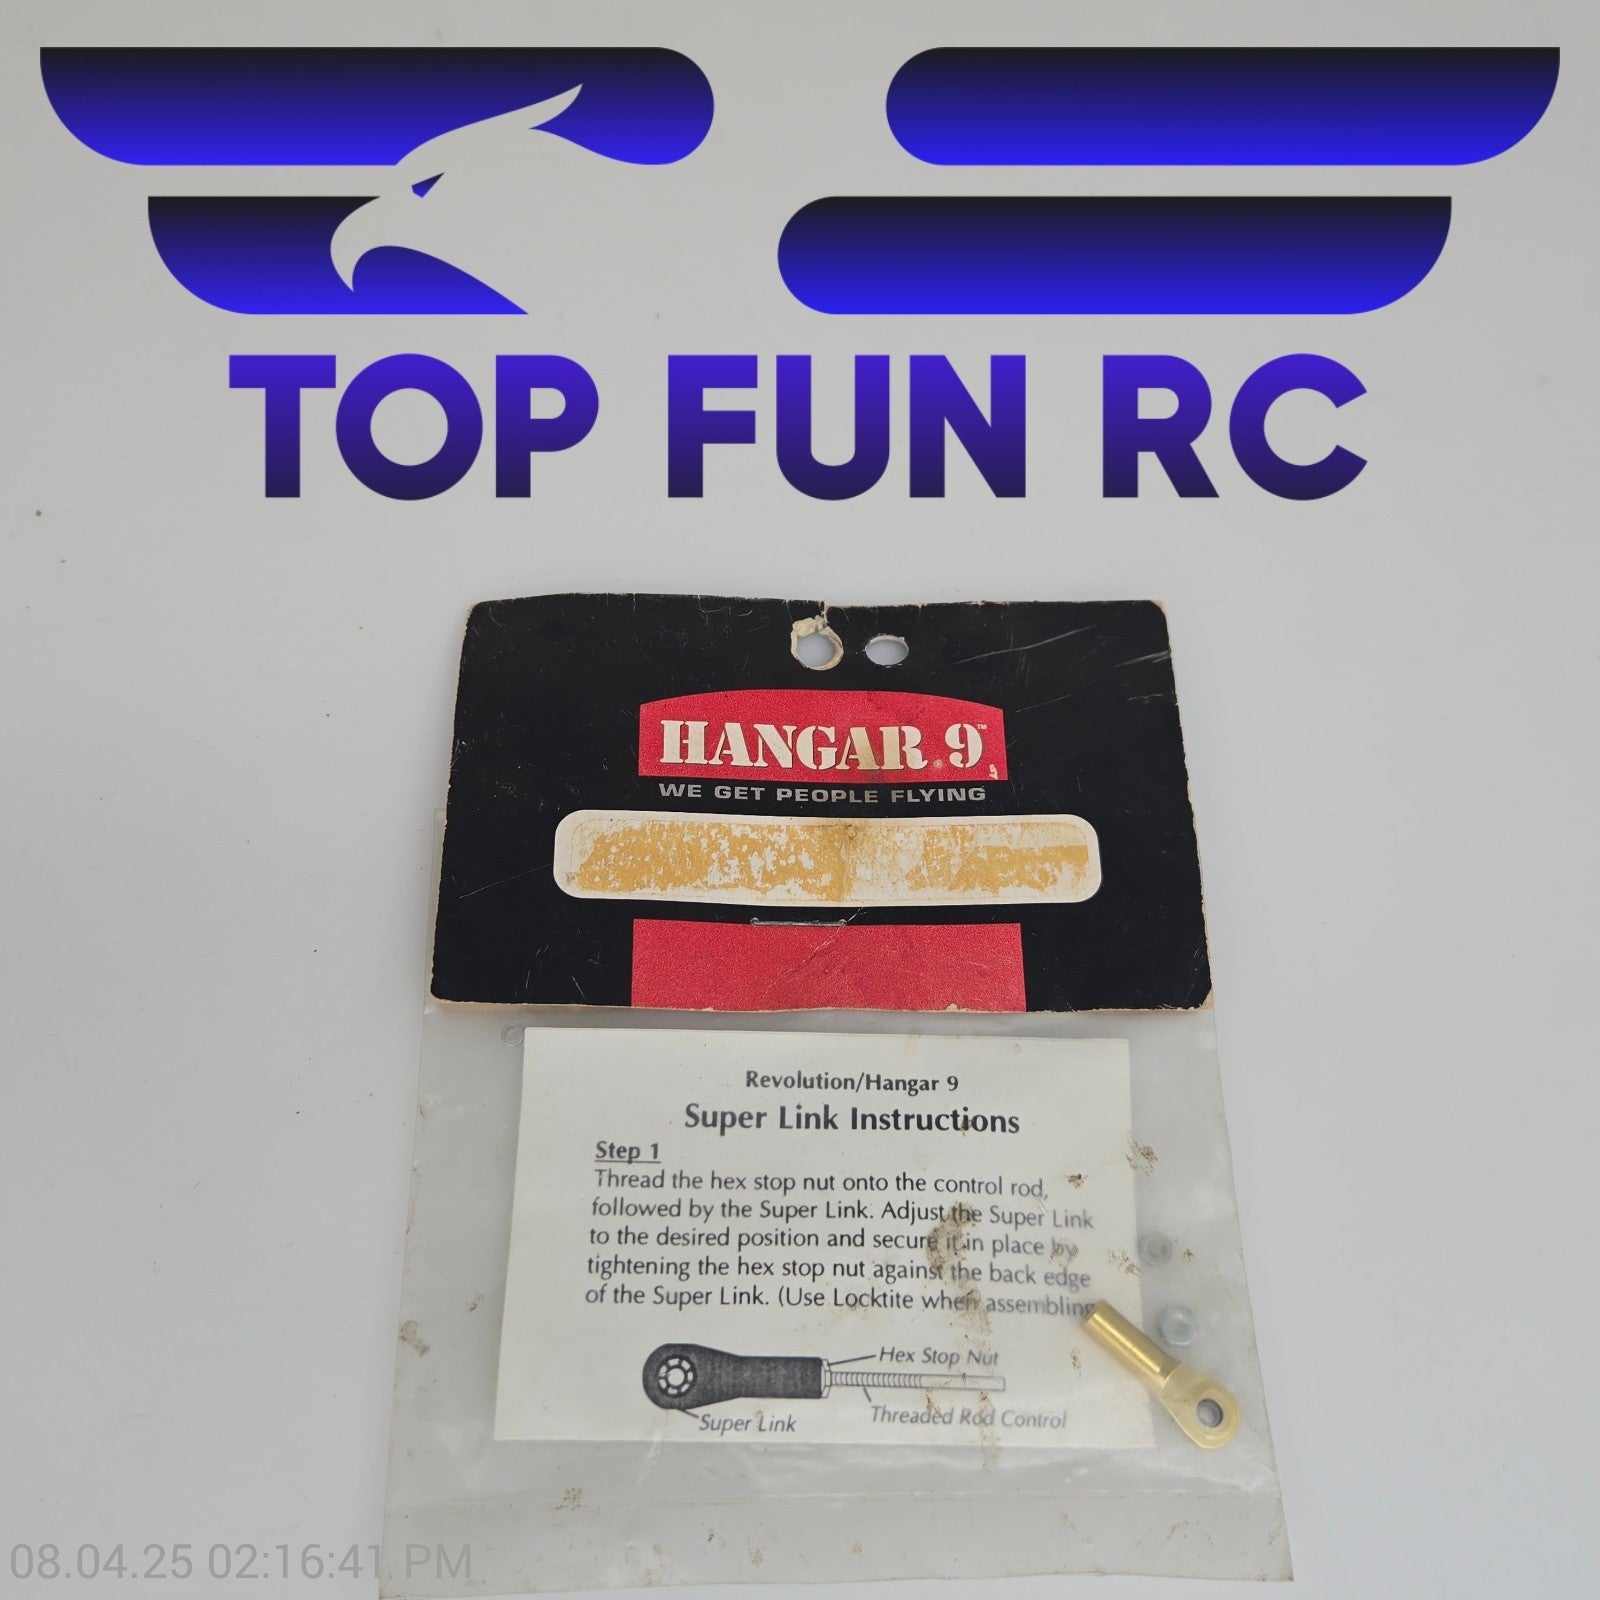 TOP FUN RC
HANGAR 9™
WE GET PEOPLE FLYING
Revolution/Hangar 9
Super Link Instructions
Step 1
Thread the hex stop nut onto the control rod,
followed by the Super Link. Adjust the Super Link
to the desired position and secure it in place by
tightening the hex stop nut against the back edge
of the Super Link. (Use Locktite when assembling
Hex Stop Nut
Super Link
Threaded Rod Control
08.04.25 02:16:41 PM